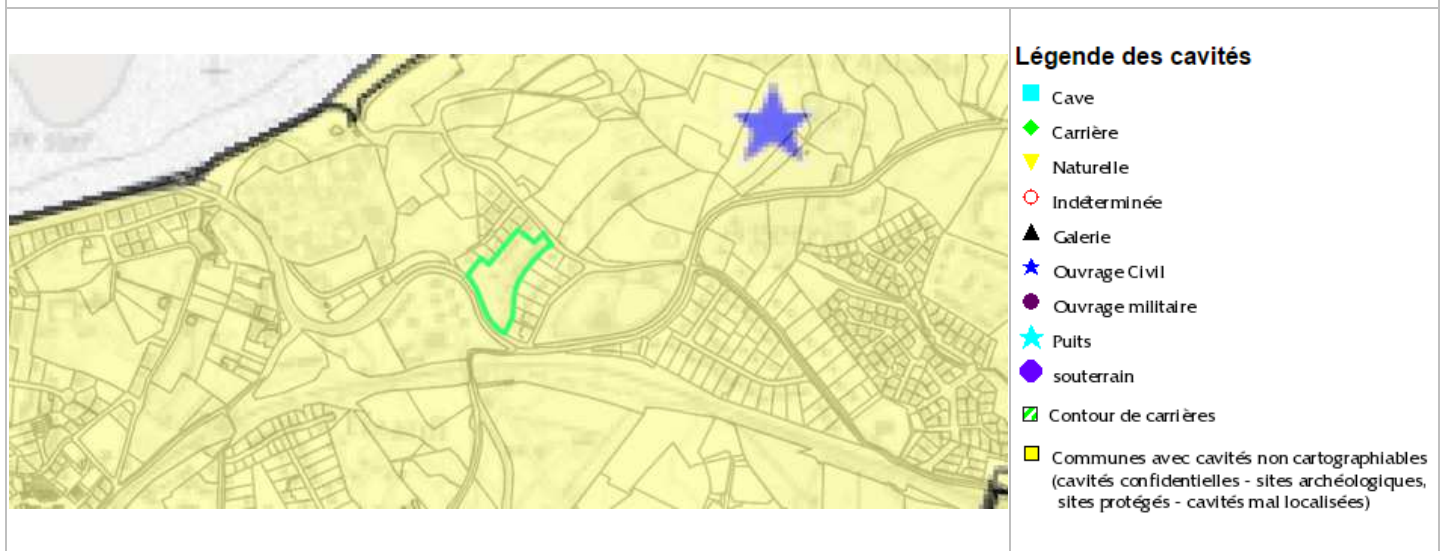 Légende des cavités
Cave
Carrière
Naturelle
Indéterminée
Galerie
Ouvrage Civil
Ouvrage militaire
Puits
souterrain
Contour de carrières
Communes avec cavités non cartographiables
(cavités confidentielles - sites archéologiques,
sites protégés - cavités mal localisées)